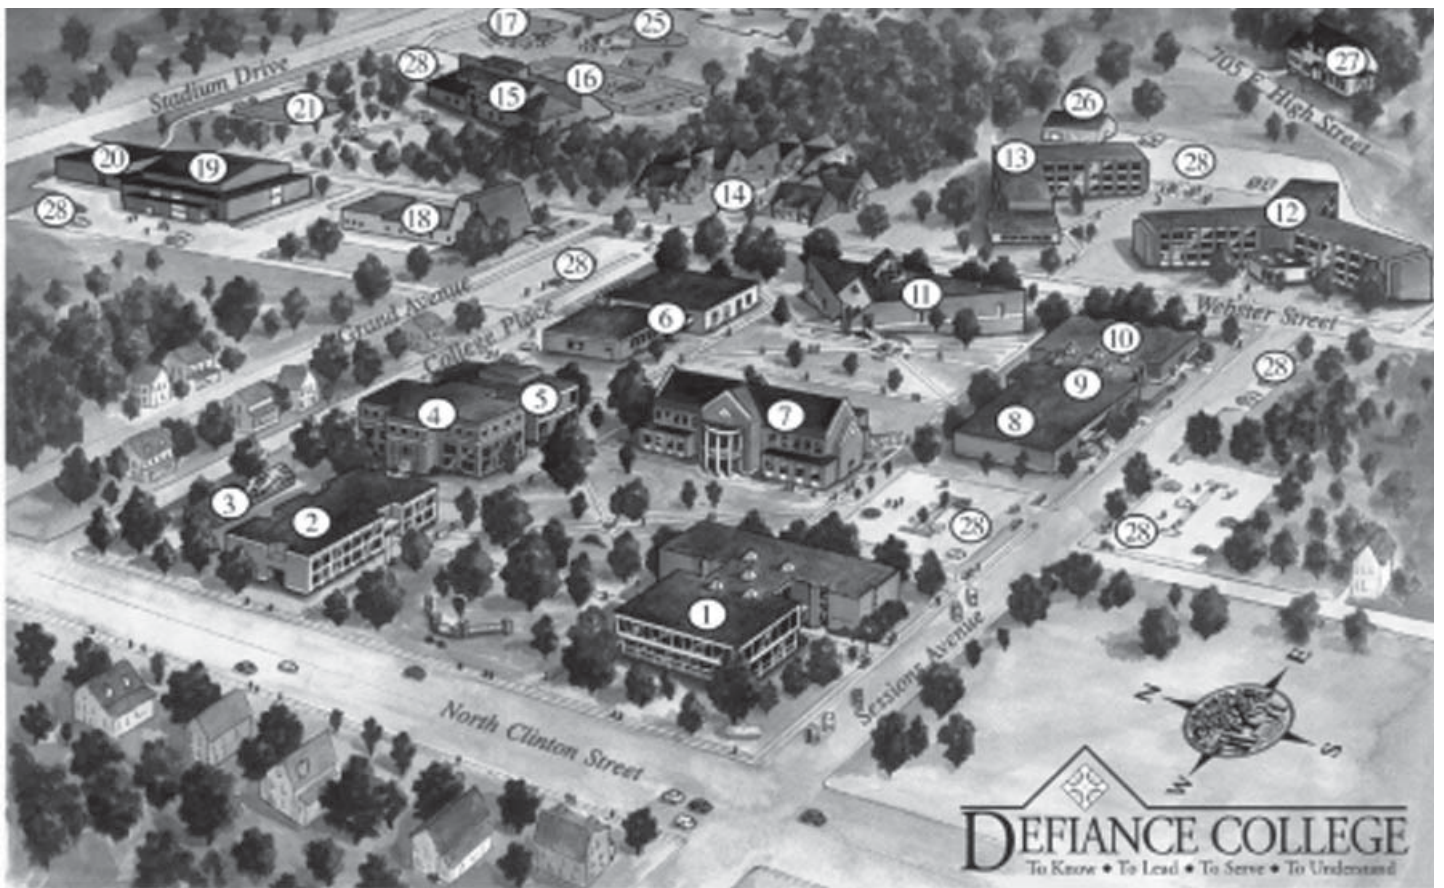 17
25
705 E High Street
27
Stadium Drive
28
16
15
26
21
20
19
13
28
14
28
18
12
28
11
Grand Avenue
College Place
6
Webster Street
10
28
9
4
5
7
8
3
2
28
28
1
Sessions Avenue
E
N
North Clinton Street
S
W
DEFIANCE COLLEGE
To Know ◆ To Lead ◆ To Serve ◆ To Understand